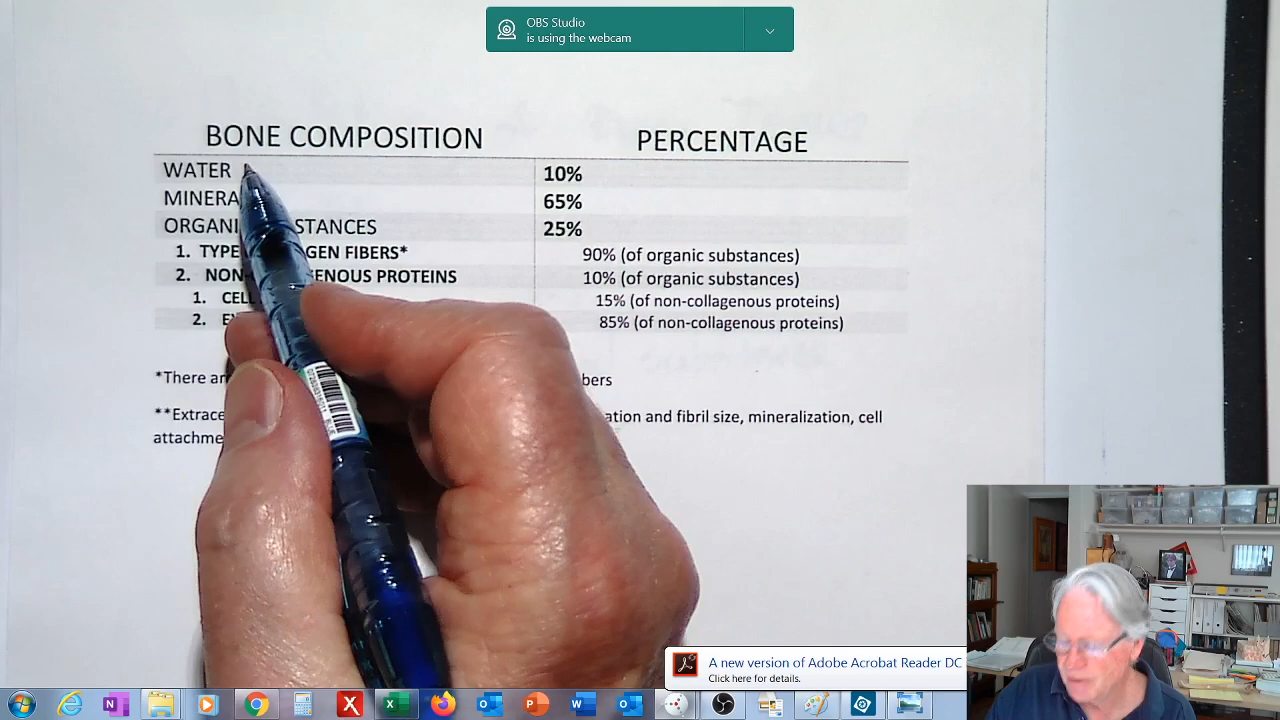 OBS Studio
is using the webcam
BONE COMPOSITION PERCENTAGE
WATER 10%
MINERA 65%
ORGANI STANCES 25%
1. TYPE GEN FIBERS* 90% (of organic substances)
2. NON- ENOUS PROTEINS 10% (of organic substances)
1. CELL 15% (of non-collagenous proteins)
2. E 85% (of non-collagenous proteins)
*There ar bers
**Extrace ation and fibril size, mineralization, cell
attachme
A new version of Adobe Acrobat Reader DC
Click here for details.